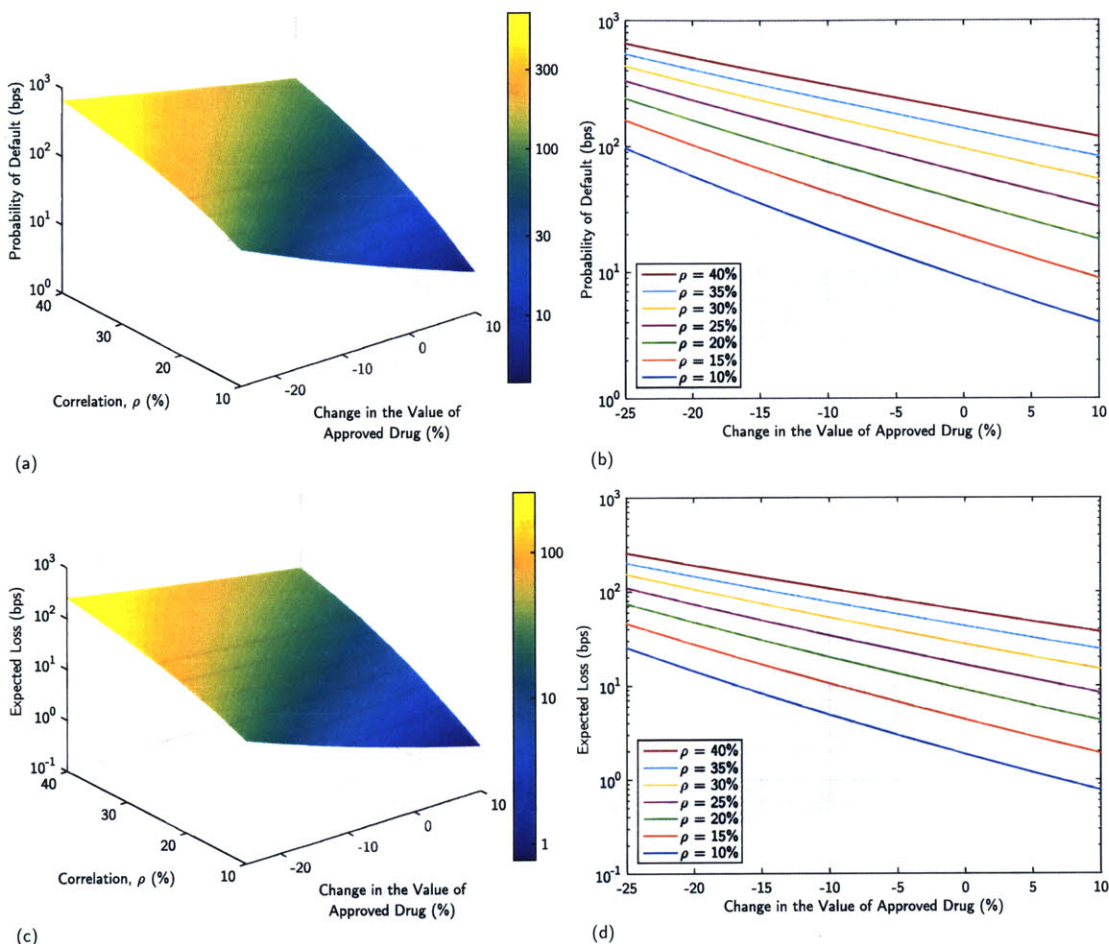 10³
10²
10¹
10⁰
Probability of Default (bps)
40
30
20
10
Correlation, ρ (%)
-20
-10
0
10
Change in the Value of
Approved Drug (%)
300
100
30
10
(a)
10³
10²
10¹
10⁰
Probability of Default (bps)
ρ = 40%
ρ = 35%
ρ = 30%
ρ = 25%
ρ = 20%
ρ = 15%
ρ = 10%
-25 -20 -15 -10 -5 0 5 10
Change in the Value of Approved Drug (%)
(b)
10³
10²
10¹
10⁰
10⁻¹
Expected Loss (bps)
40
30
20
10
Correlation, ρ (%)
-20
-10
0
10
Change in the Value of
Approved Drug (%)
100
10
1
(c)
10³
10²
10¹
10⁰
10⁻¹
Expected Loss (bps)
ρ = 40%
ρ = 35%
ρ = 30%
ρ = 25%
ρ = 20%
ρ = 15%
ρ = 10%
-25 -20 -15 -10 -5 0 5 10
Change in the Value of Approved Drug (%)
(d)